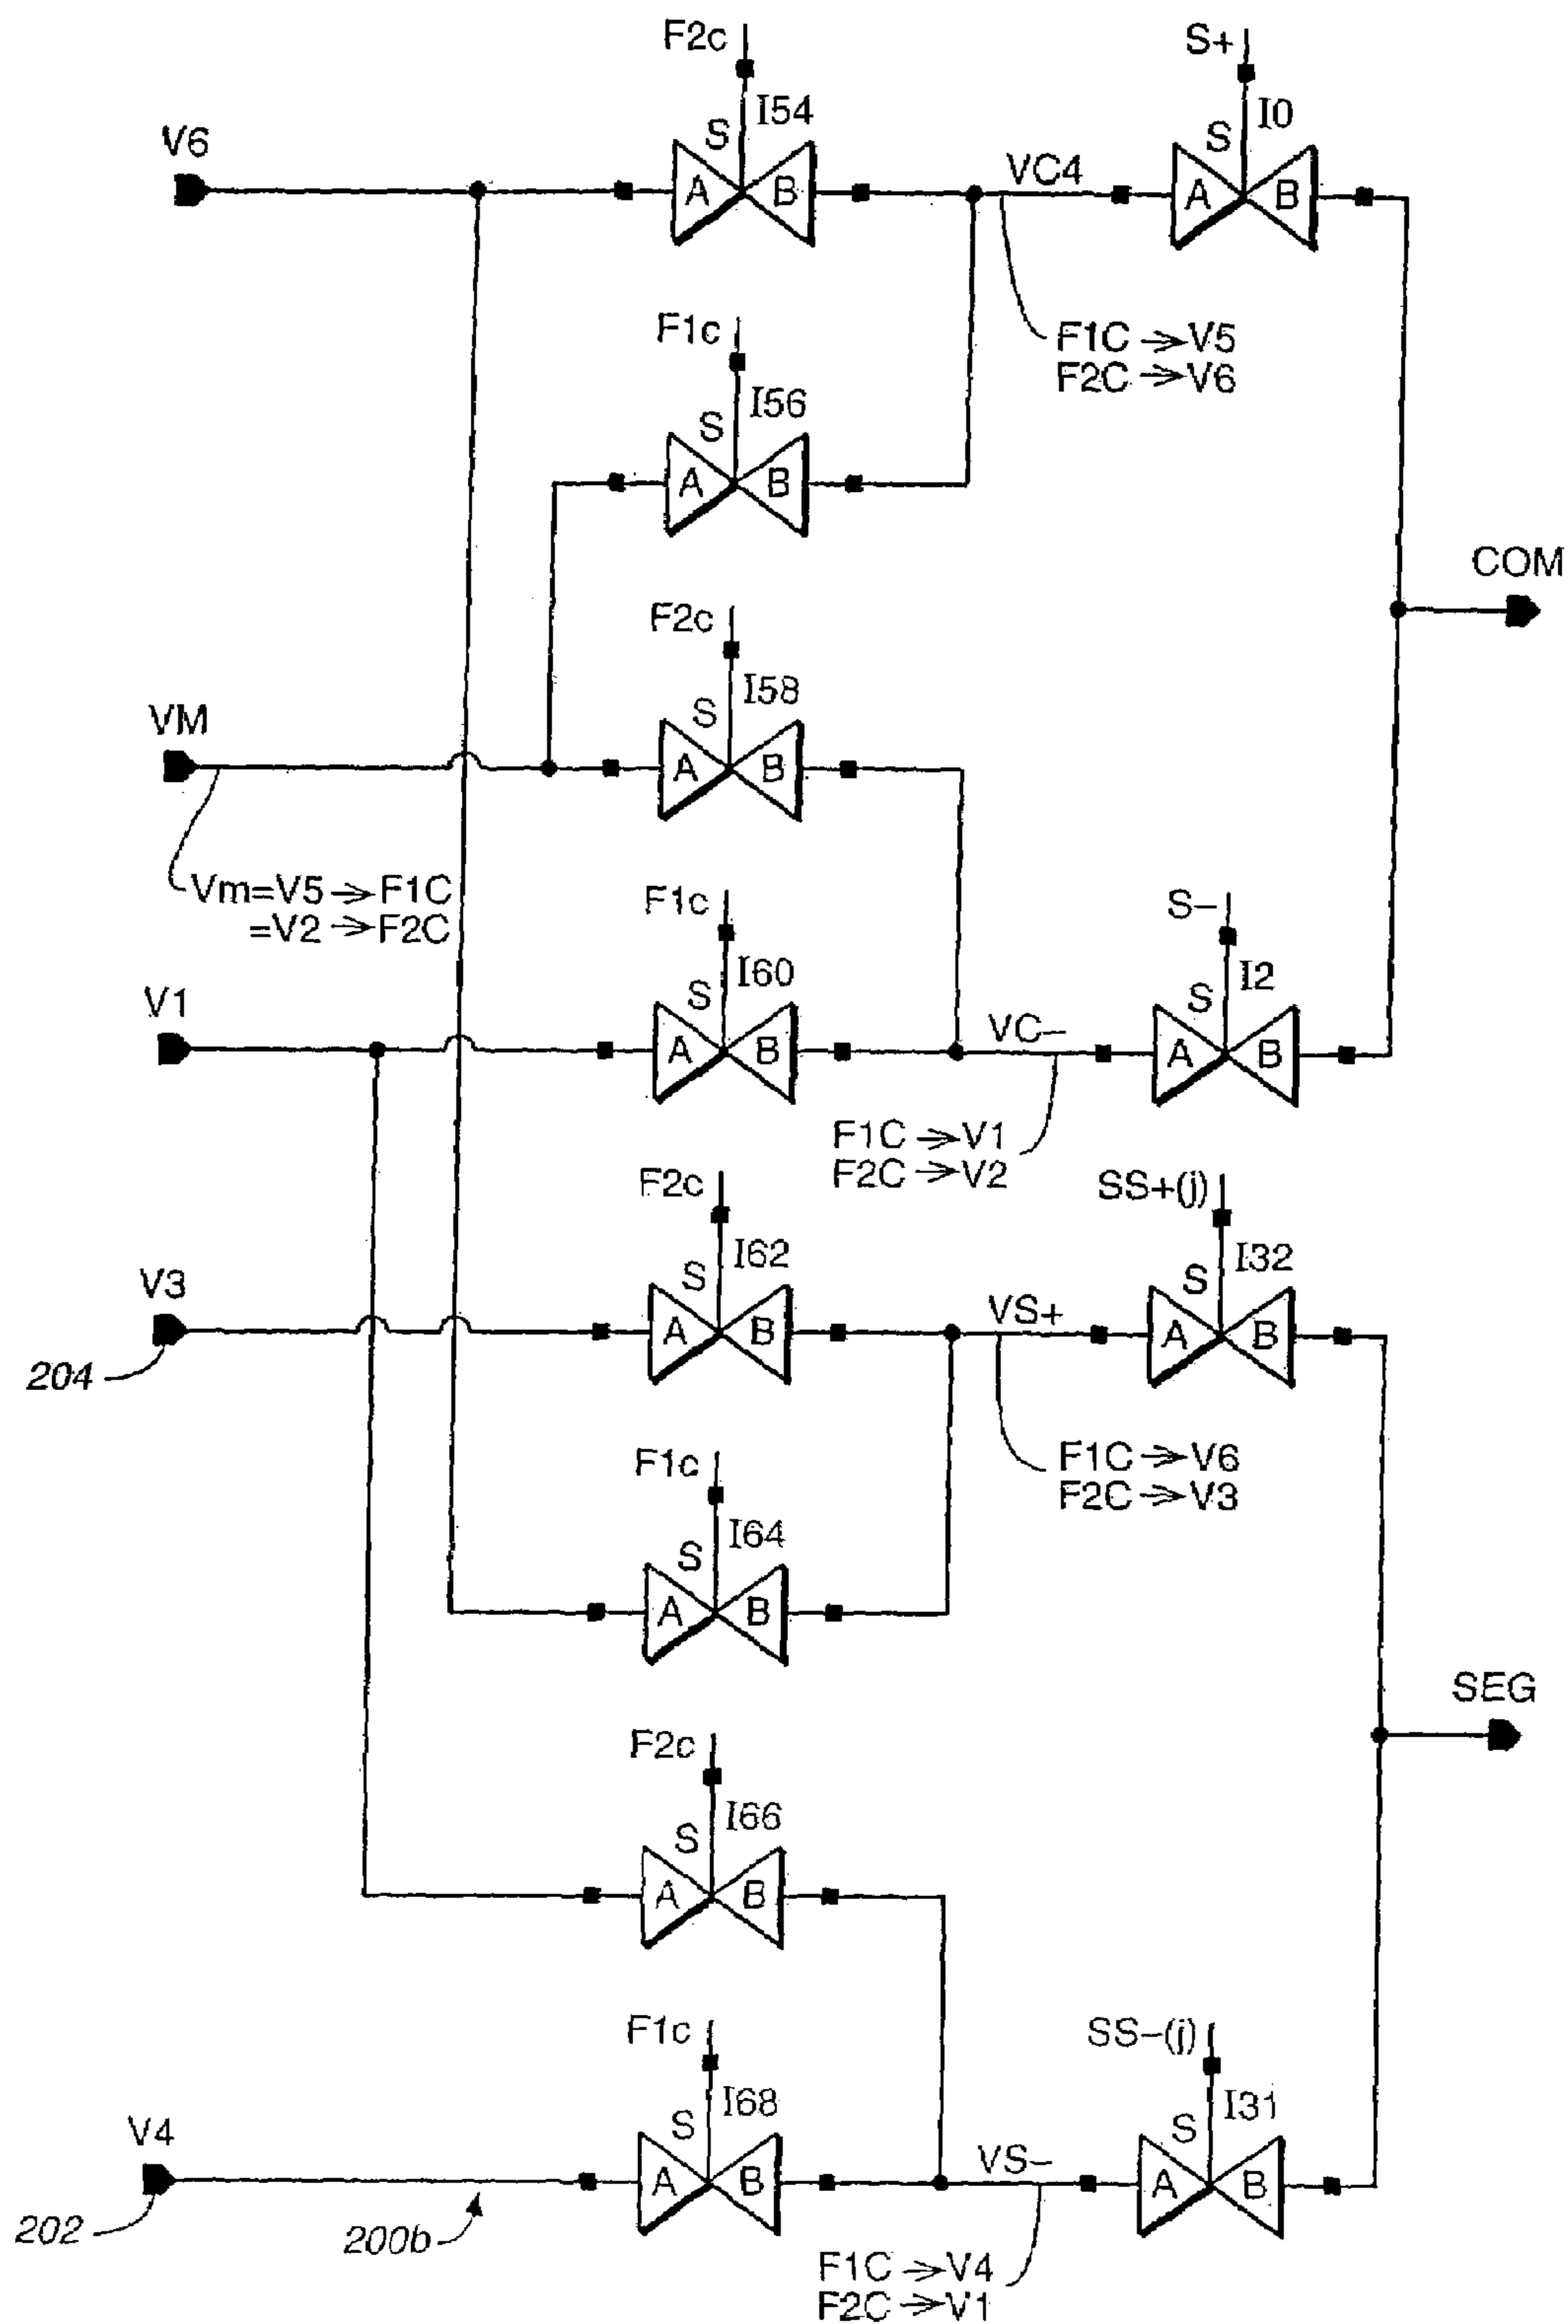 F2c
S+
V6
I54
I0
S
S
A
B
VC4
A
B
F1c
F1C → V5
F2C → V6
I56
S
A
B
COM
F2c
VM
I58
S
A
B
Vm=V5 → F1C
=V2 → F2C
F1c
S–
V1
I60
I2
S
S
A
B
VC–
A
B
F1C → V1
F2C → V2
F2c
SS+(j)
V3
I62
I32
S
S
A
B
VS+
A
B
204
F1c
F1C → V6
F2C → V3
I64
S
A
B
F2c
SEG
I66
S
A
B
F1c
SS–(j)
V4
I68
I31
S
S
A
B
VS–
A
B
202
200b
F1C → V4
F2C → V1